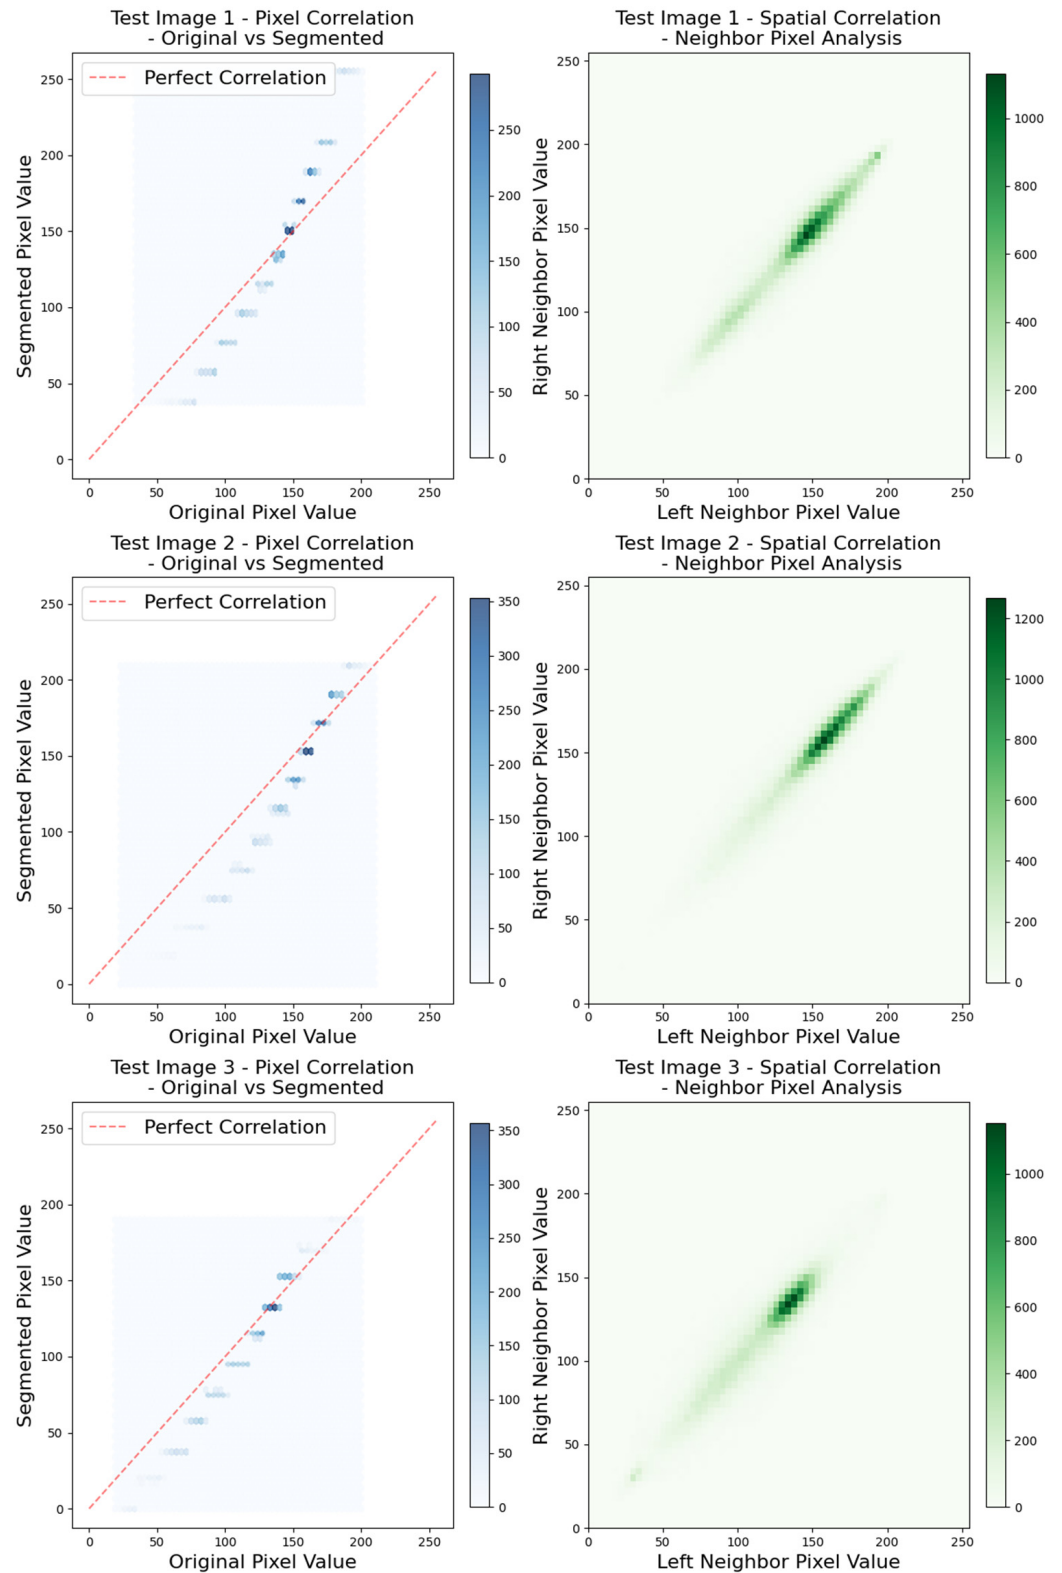 Test Image 1 - Pixel Correlation
- Original vs Segmented
Perfect Correlation
Segmented Pixel Value
250
200
150
100
50
0
0 50 100 150 200 250
Original Pixel Value
250
200
150
100
50
0
Test Image 1 - Spatial Correlation
- Neighbor Pixel Analysis
Right Neighbor Pixel Value
250
200
150
100
50
0
0 50 100 150 200 250
Left Neighbor Pixel Value
1000
800
600
400
200
0
Test Image 2 - Pixel Correlation
- Original vs Segmented
Perfect Correlation
Segmented Pixel Value
250
200
150
100
50
0
0 50 100 150 200 250
Original Pixel Value
350
300
250
200
150
100
50
0
Test Image 2 - Spatial Correlation
- Neighbor Pixel Analysis
Right Neighbor Pixel Value
250
200
150
100
50
0
0 50 100 150 200 250
Left Neighbor Pixel Value
1200
1000
800
600
400
200
0
Test Image 3 - Pixel Correlation
- Original vs Segmented
Perfect Correlation
Segmented Pixel Value
250
200
150
100
50
0
0 50 100 150 200 250
Original Pixel Value
350
300
250
200
150
100
50
0
Test Image 3 - Spatial Correlation
- Neighbor Pixel Analysis
Right Neighbor Pixel Value
250
200
150
100
50
0
0 50 100 150 200 250
Left Neighbor Pixel Value
1000
800
600
400
200
0